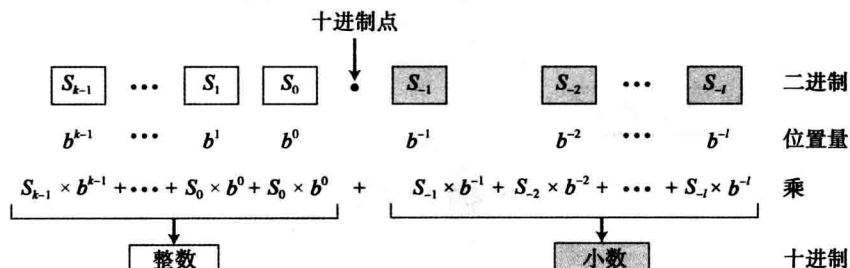 十进制点
S_{k-1} ••• S_1 S_0 • S_{-1} S_{-2} ••• S_{-l} 二进制
b^{k-1} ••• b^1 b^0 b^{-1} b^{-2} ••• b^{-l} 位置量
S_{k-1} × b^{k-1} + ••• + S_0 × b^0 + S_0 × b^0 + S_{-1} × b^{-1} + S_{-2} × b^{-2} + ••• + S_{-l} × b^{-l} 乘
整数 小数 十进制